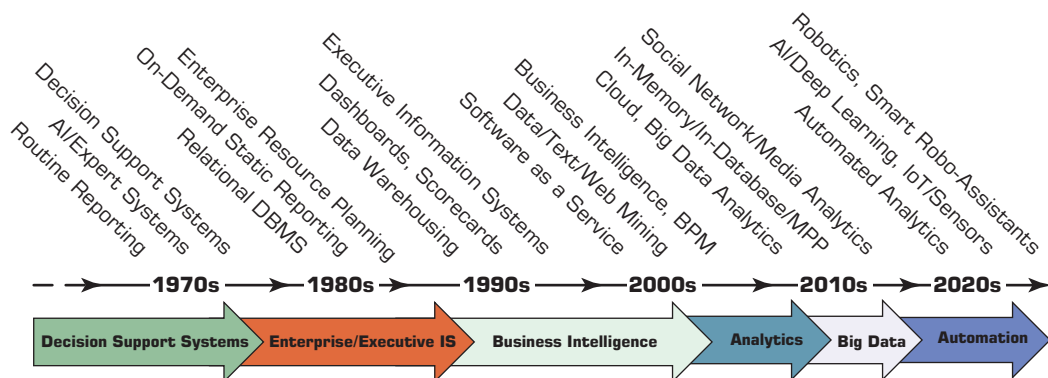 Routine Reporting
AI/Expert Systems
Decision Support Systems
Relational DBMS
On-Demand Static Reporting
Enterprise Resource Planning
Data Warehousing
Dashboards, Scorecards
Executive Information Systems
Software as a Service
Data/Text/Web Mining
Business Intelligence, BPM
Cloud, Big Data Analytics
In-Memory/In-Database/MPP
Social Network/Media Analytics
Automated Analytics
AI/Deep Learning, IoT/Sensors
Robotics, Smart Robo-Assistants
1970s
1980s
1990s
2000s
2010s
2020s
Decision Support Systems
Enterprise/Executive IS
Business Intelligence
Analytics
Big Data
Automation